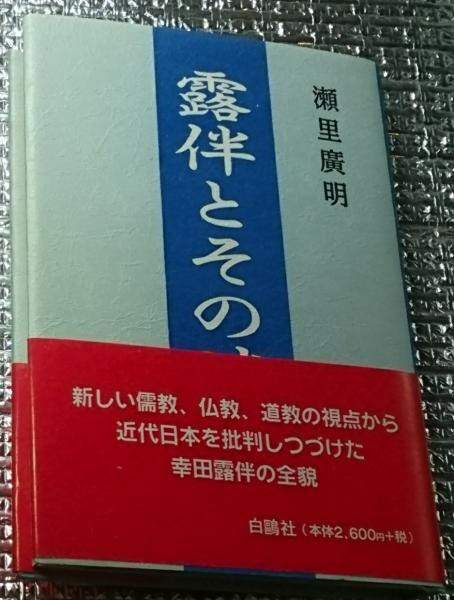 瀬里廣明
露伴とその
新しい儒教、仏教、道教の視点から
近代日本を批判しつづけた
幸田露伴の全貌
白鷗社（本体2,600円+税）